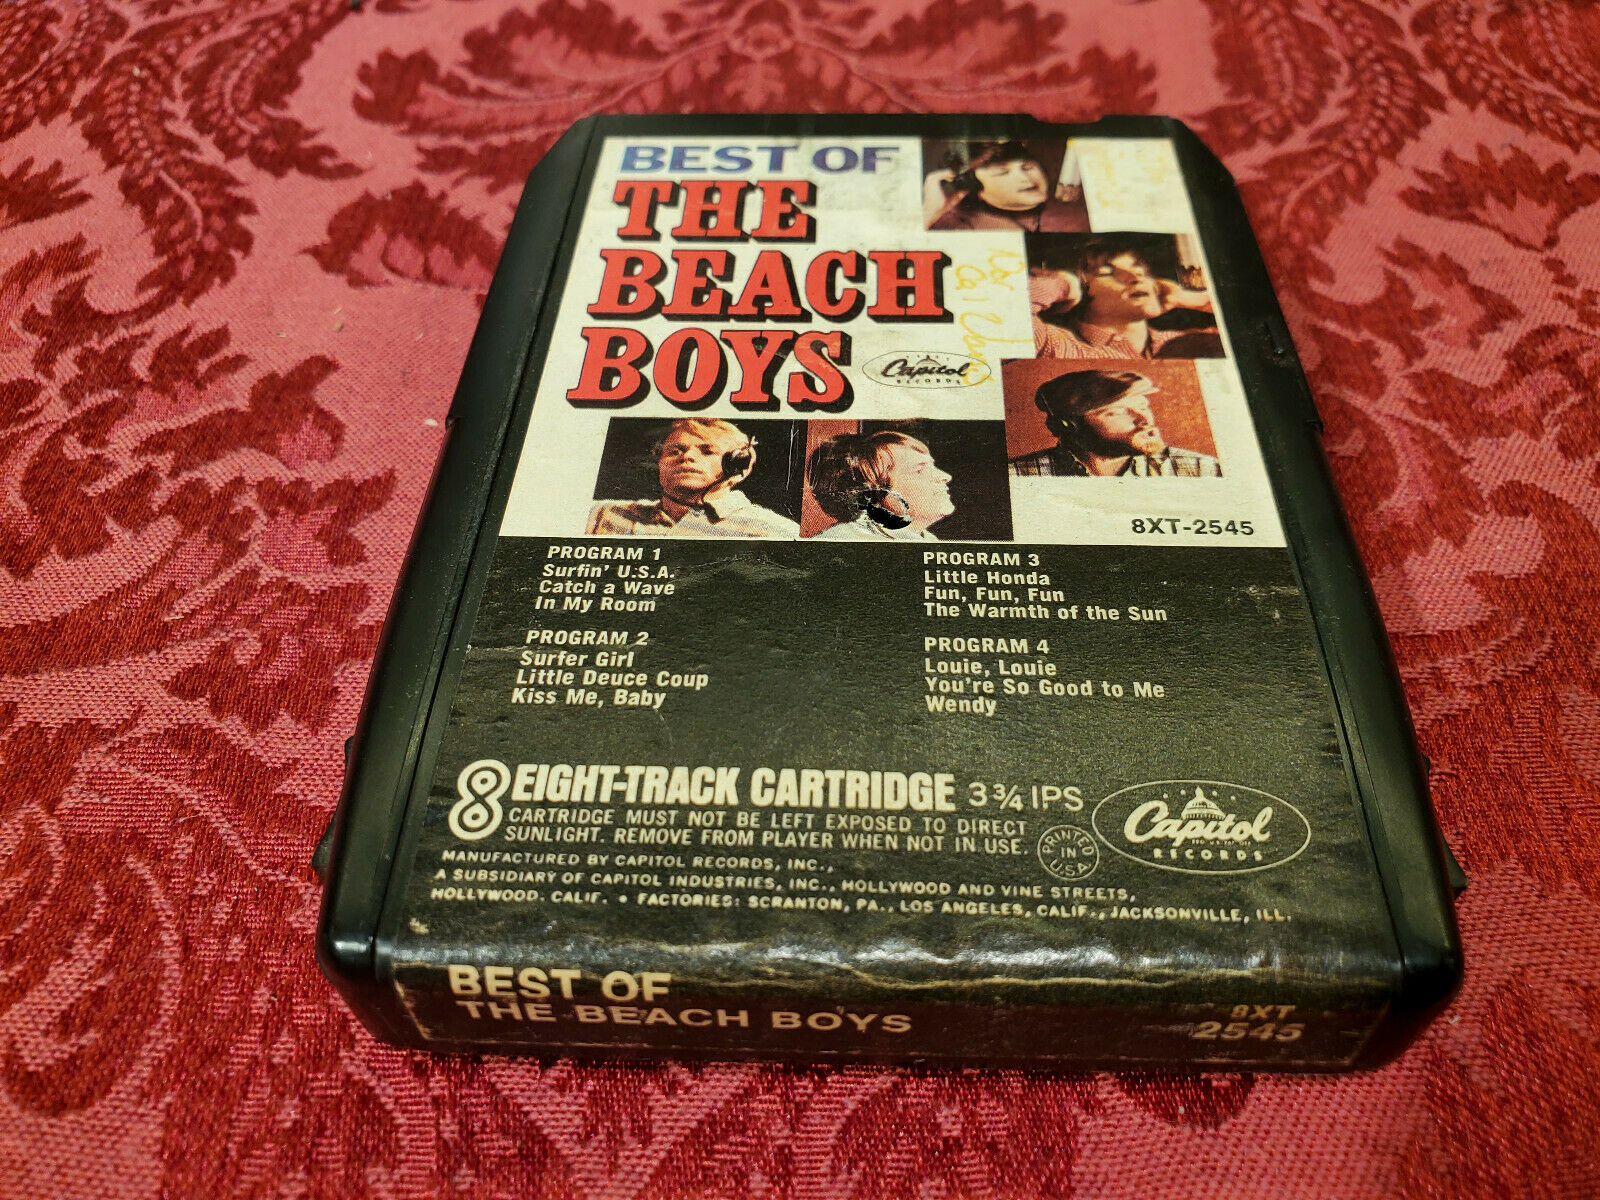 BEST OF
THE
BEACH
BOYS
Capitol
RECORDS
8XT-2545
PROGRAM 1
Surfin' U.S.A.
Catch a Wave
In My Room
PROGRAM 2
Surfer Girl
Little Deuce Coup
Kiss Me, Baby
PROGRAM 3
Little Honda
Fun, Fun, Fun
The Warmth of the Sun
PROGRAM 4
Louie, Louie
You're So Good to Me
Wendy
8 EIGHT-TRACK CARTRIDGE 3¾ IPS
CARTRIDGE MUST NOT BE LEFT EXPOSED TO DIRECT
SUNLIGHT. REMOVE FROM PLAYER WHEN NOT IN USE.
PRINTED
IN
U.S.A.
Capitol
RECORDS
MANUFACTURED BY CAPITOL RECORDS, INC.,
A SUBSIDIARY OF CAPITOL INDUSTRIES, INC., HOLLYWOOD AND VINE STREETS,
HOLLYWOOD, CALIF. • FACTORIES: SCRANTON, PA., LOS ANGELES, CALIF., JACKSONVILLE, ILL.
BEST OF
THE BEACH BOYS
8XT
2545